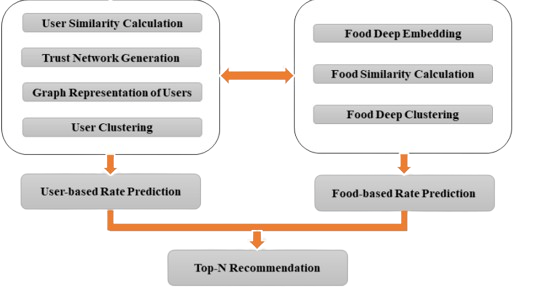 User Similarity Calculation
Trust Network Generation
Graph Representation of Users
User Clustering
Food Deep Embedding
Food Similarity Calculation
Food Deep Clustering
User-based Rate Prediction
Food-based Rate Prediction
Top-N Recommendation